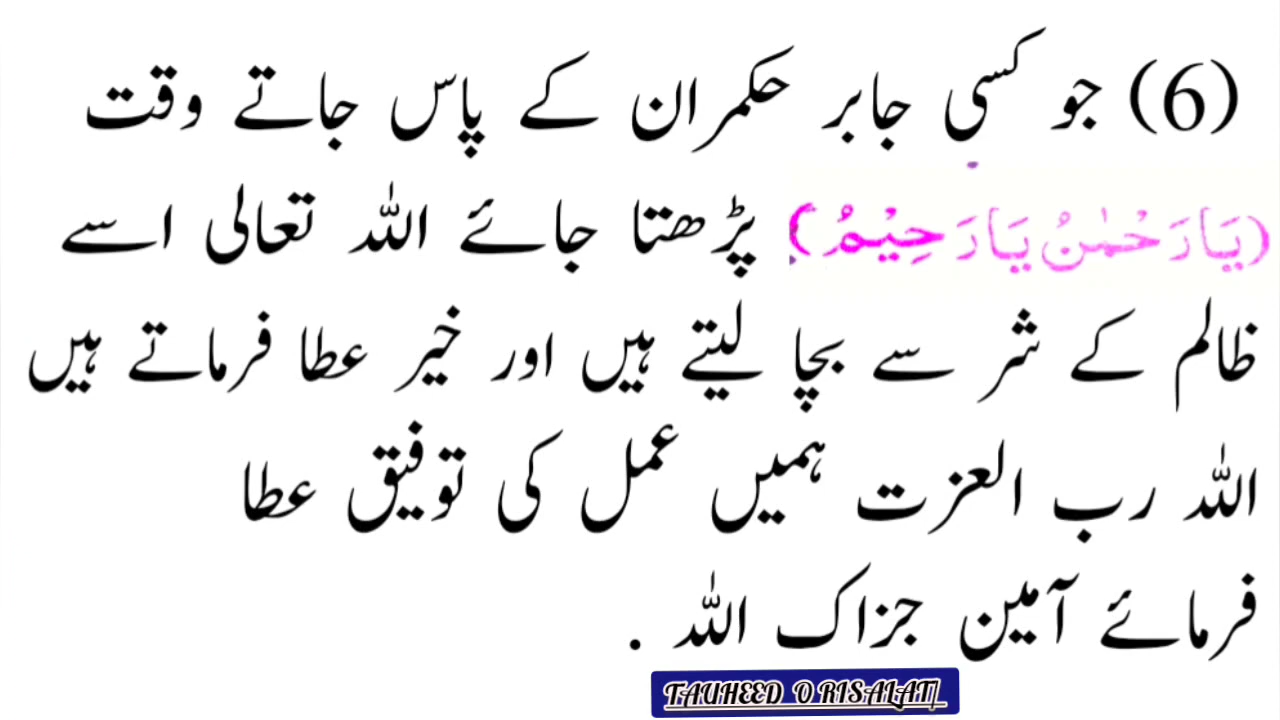 (6) جو کسی جابر حکمران کے پاس جاتے وقت
(يَا رَحْمٰنُ يَا رَحِيْمُ) پڑھتا جائے اللہ تعالی اسے
ظالم کے شر سے بچا لیتے ہیں اور خیر عطا فرماتے ہیں
اللہ رب العزت ہمیں عمل کی توفیق عطا
فرمائے آمین جزاک اللہ .
TAUHEED O RISALAT